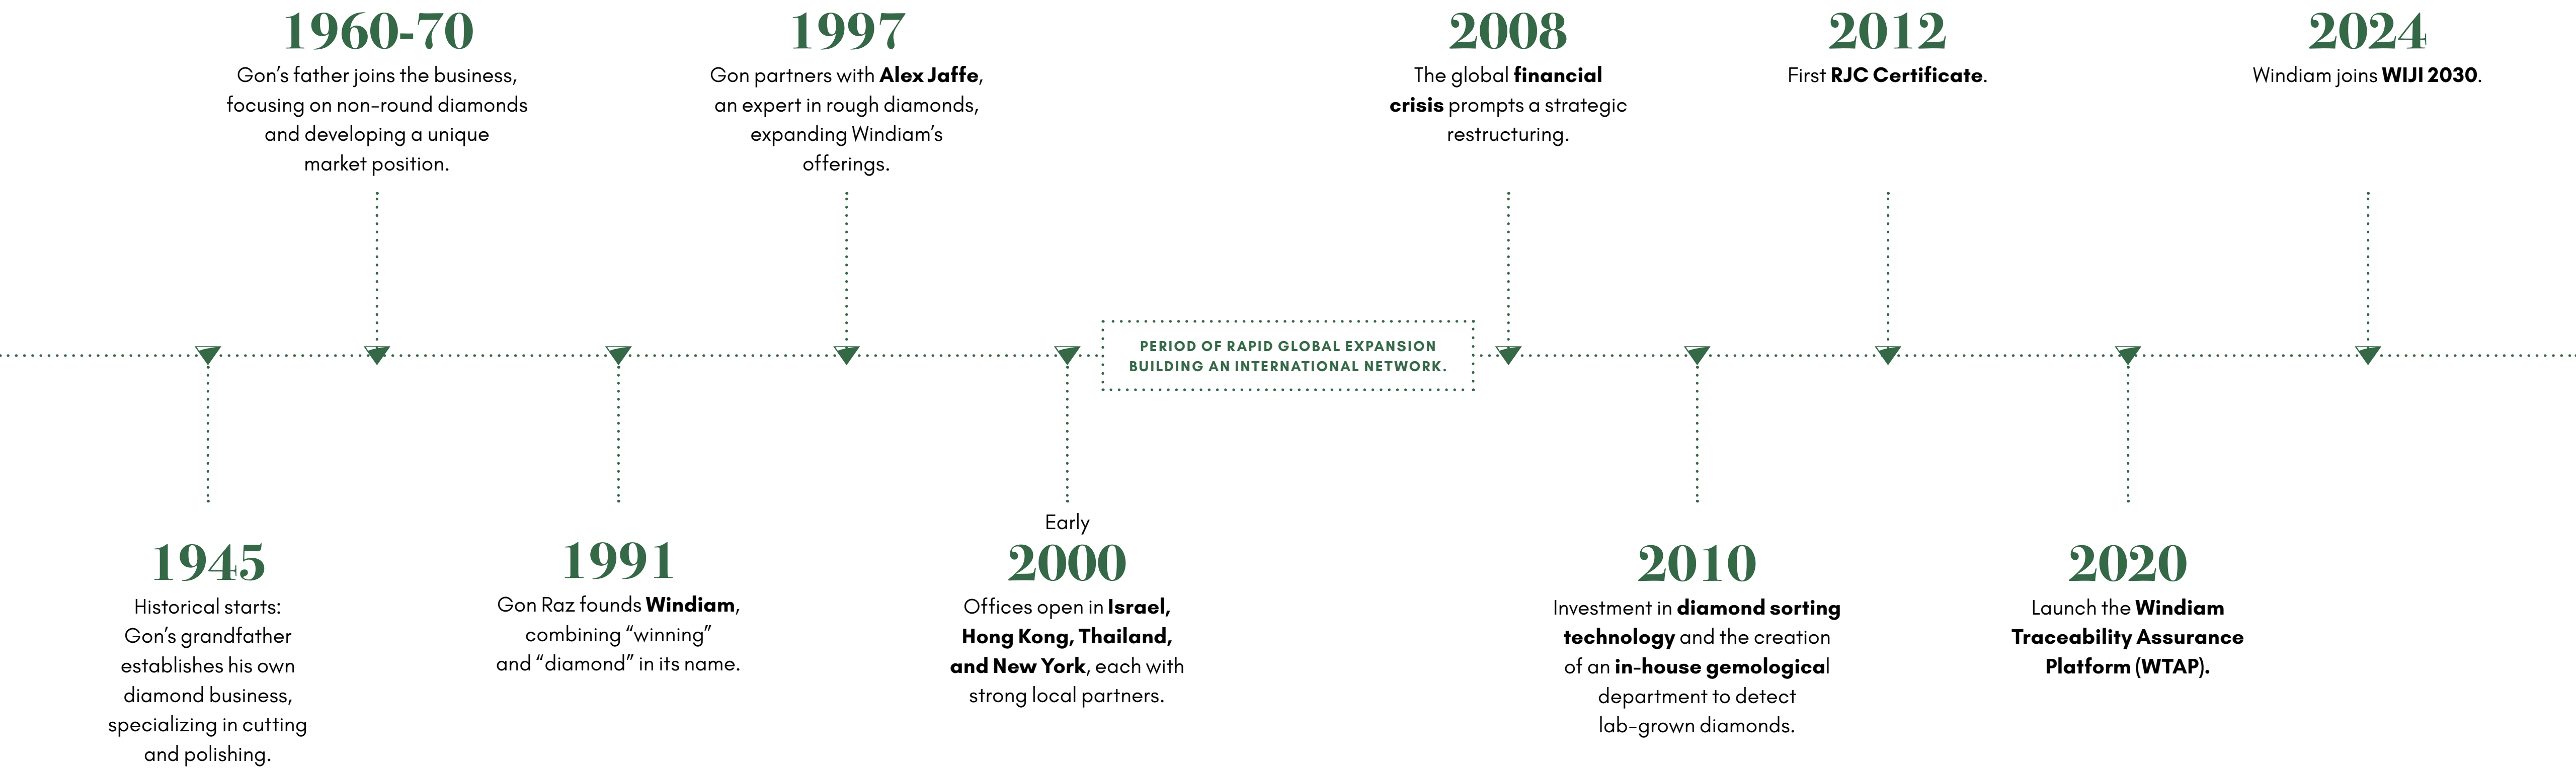 1960-70
Gon’s father joins the business,
focusing on non-round diamonds
and developing a unique
market position.
1997
Gon partners with Alex Jaffe,
an expert in rough diamonds,
expanding Windiam’s
offerings.
2008
The global financial
crisis prompts a strategic
restructuring.
2012
First RJC Certificate.
2024
Windiam joins WIJI 2030.
PERIOD OF RAPID GLOBAL EXPANSION
BUILDING AN INTERNATIONAL NETWORK.
1945
Historical starts:
Gon’s grandfather
establishes his own
diamond business,
specializing in cutting
and polishing.
1991
Gon Raz founds Windiam,
combining “winning”
and “diamond” in its name.
Early
2000
Offices open in Israel,
Hong Kong, Thailand,
and New York, each with
strong local partners.
2010
Investment in diamond sorting
technology and the creation
of an in-house gemological
department to detect
lab-grown diamonds.
2020
Launch the Windiam
Traceability Assurance
Platform (WTAP).